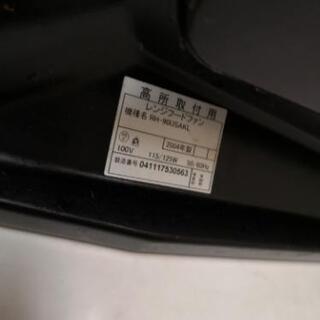 高所取付用
レンジフードファン
機種名 RH-90USAKL
2004年製
100V 115/125W 50-60Hz
製造番号 041117530563